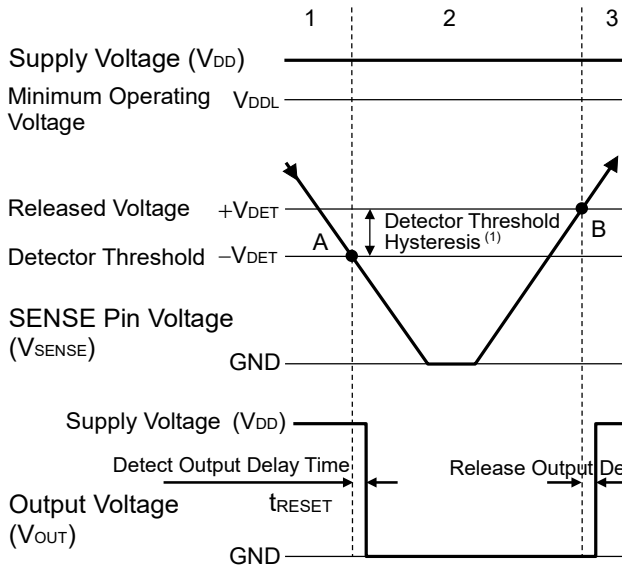 1 2 3
Supply Voltage (VDD)
Minimum Operating VDDL
Voltage
Released Voltage +VDET
Detector Threshold
Hysteresis (1)
A
B
Detector Threshold −VDET
SENSE Pin Voltage
(VSENSE)
GND
Supply Voltage (VDD)
Detect Output Delay Time
Release Output De
tRESET
Output Voltage
(VOUT)
GND